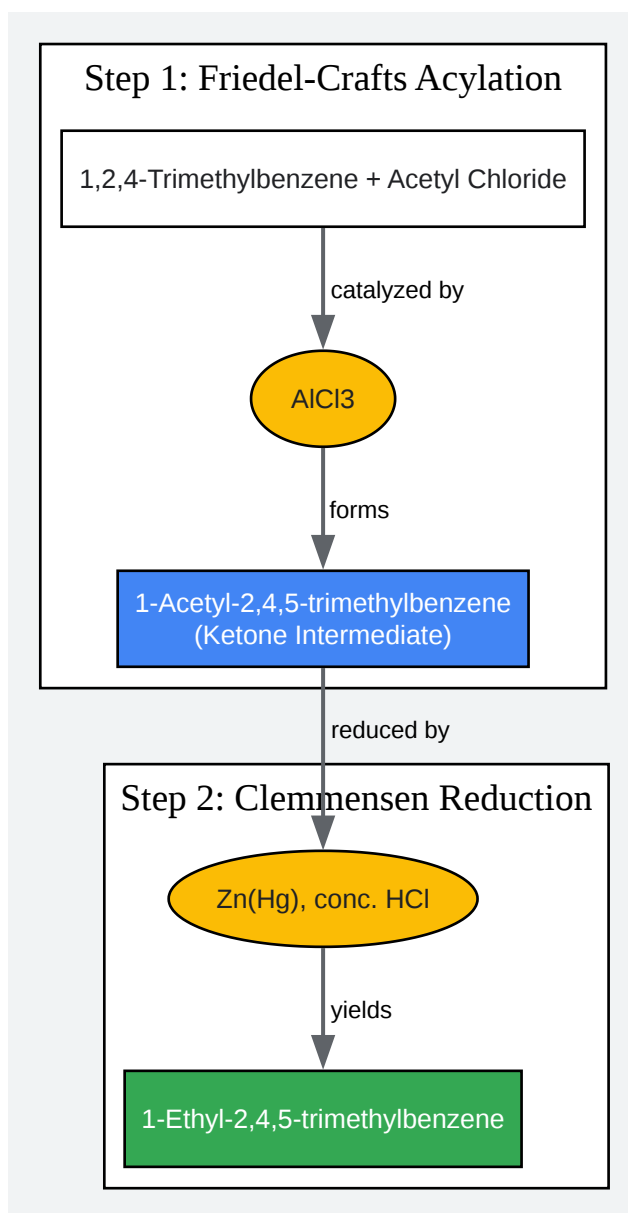 Step 1: Friedel-Crafts Acylation
1,2,4-Trimethylbenzene + Acetyl Chloride
catalyzed by
AlCl3
forms
1-Acetyl-2,4,5-trimethylbenzene
(Ketone Intermediate)
reduced by
Step 2: Clemmensen Reduction
Zn(Hg), conc. HCl
yields
1-Ethyl-2,4,5-trimethylbenzene